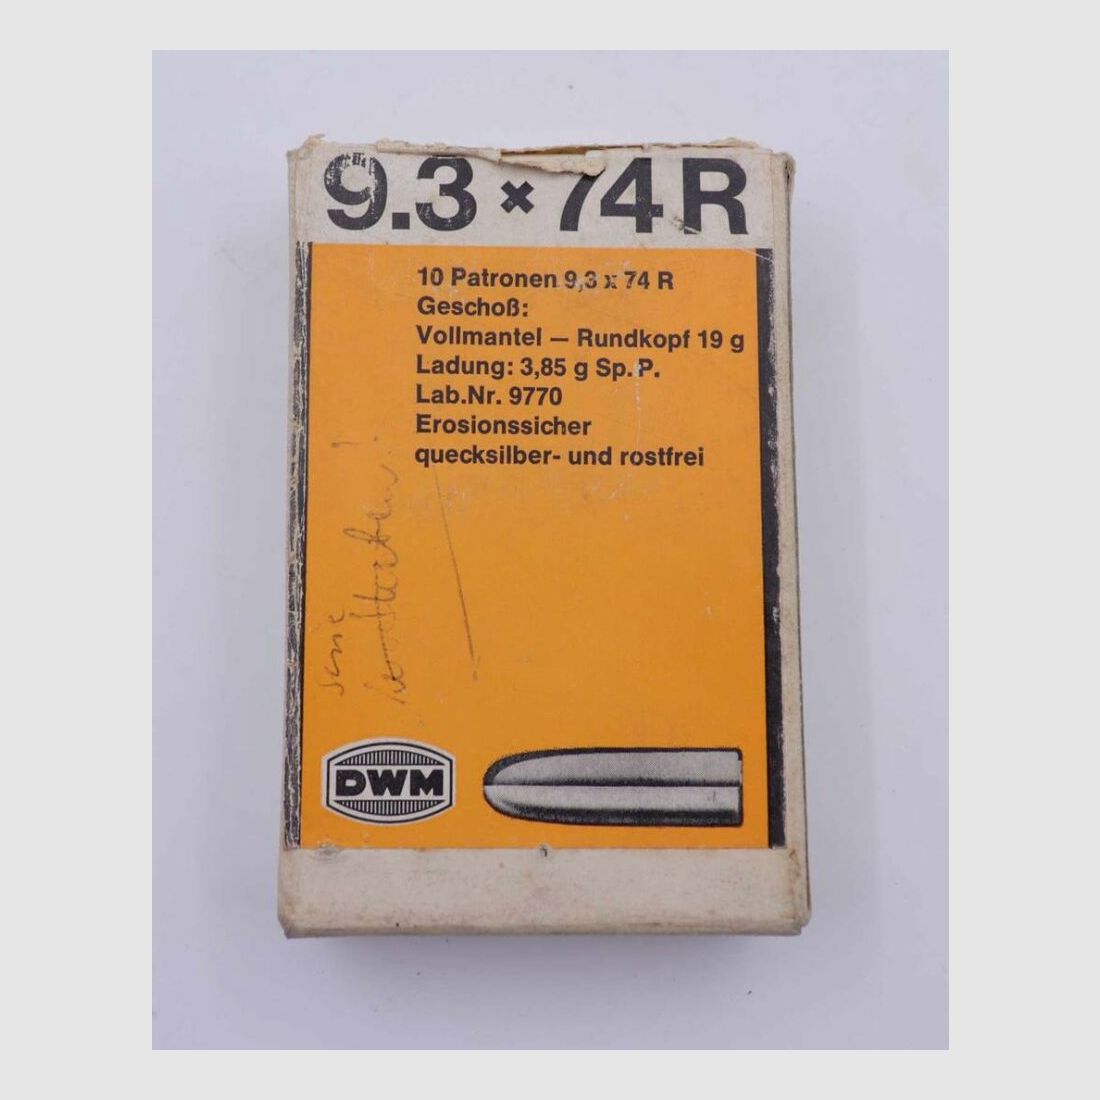 9.3 × 74 R
10 Patronen 9,3 x 74 R
Geschoß:
Vollmantel — Rundkopf 19 g
Ladung: 3,85 g Sp. P.
Lab.Nr. 9770
Erosionssicher
quecksilber- und rostfrei
DWM